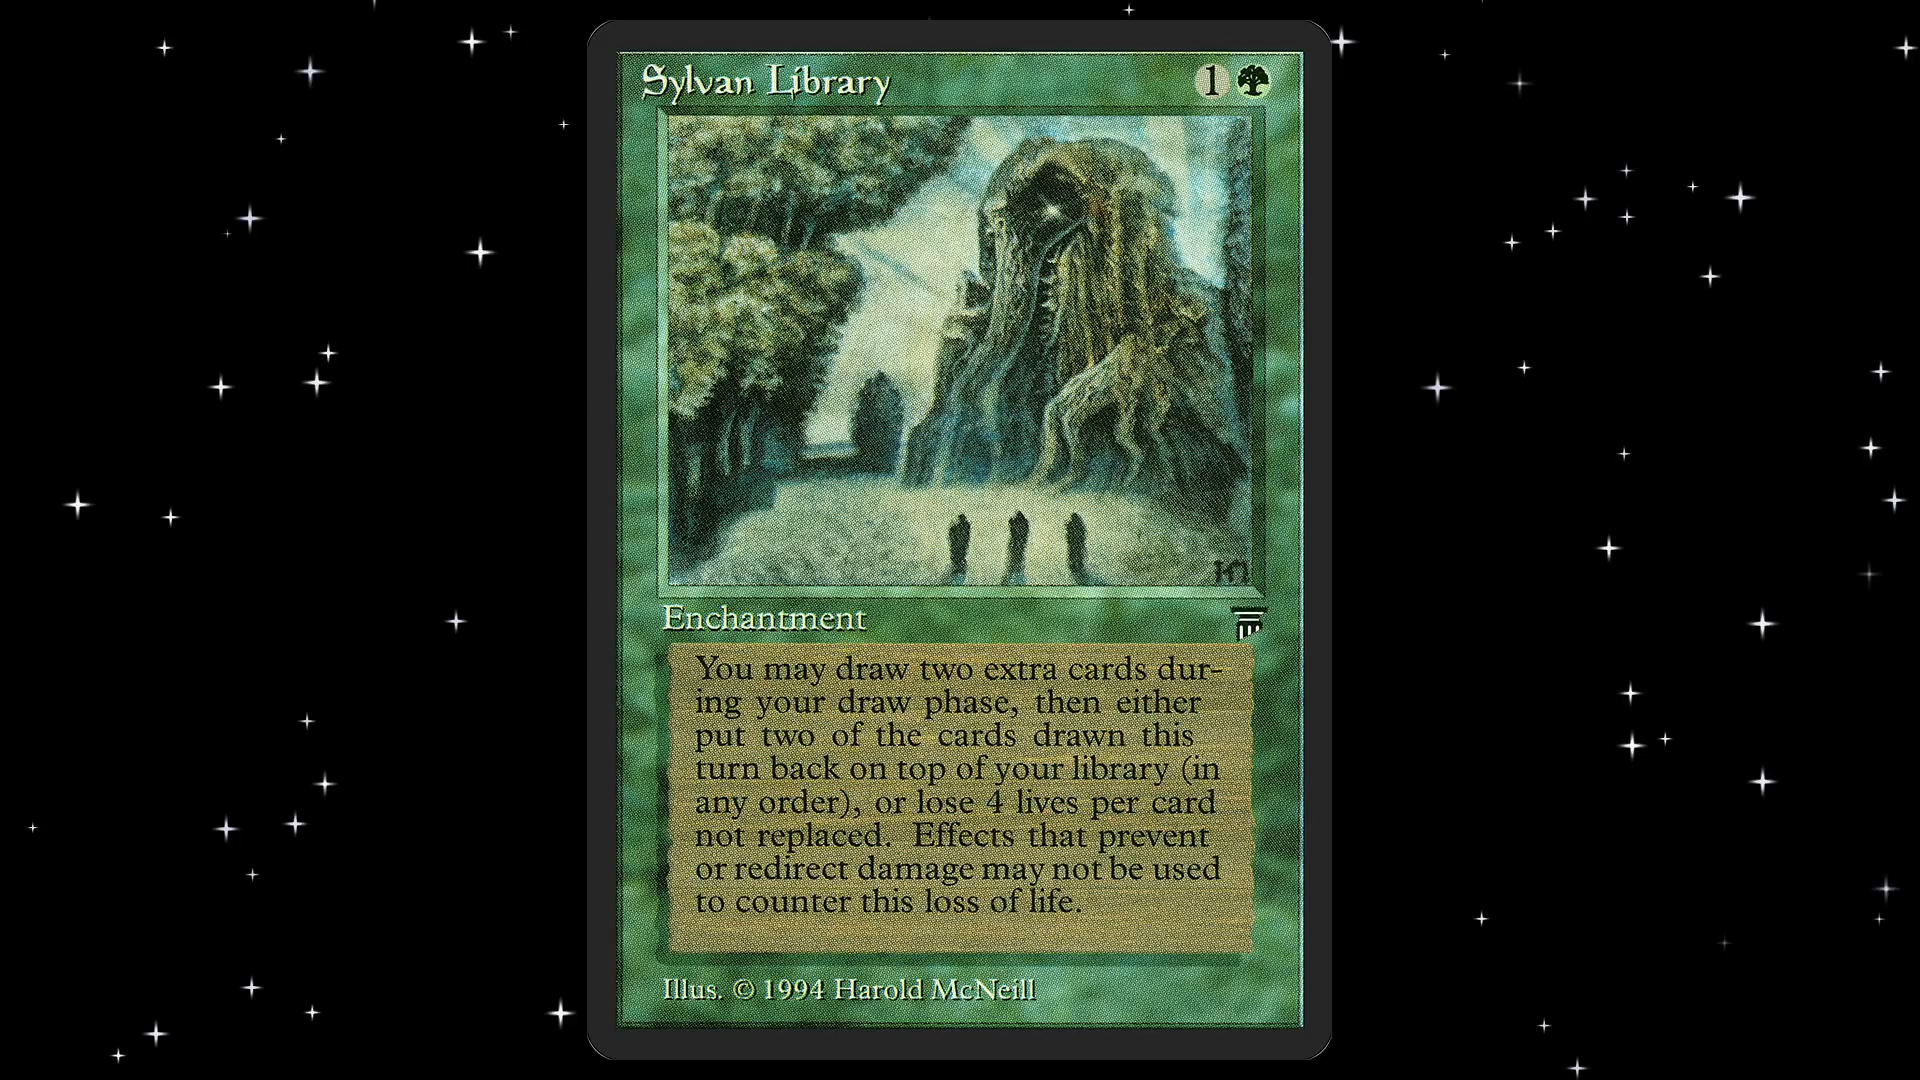 Sylvan Library 1
Enchantment
You may draw two extra cards dur-
ing your draw phase, then either
put two of the cards drawn this
turn back on top of your library (in
any order), or lose 4 lives per card
not replaced. Effects that prevent
or redirect damage may not be used
to counter this loss of life.
Illus. © 1994 Harold McNeill